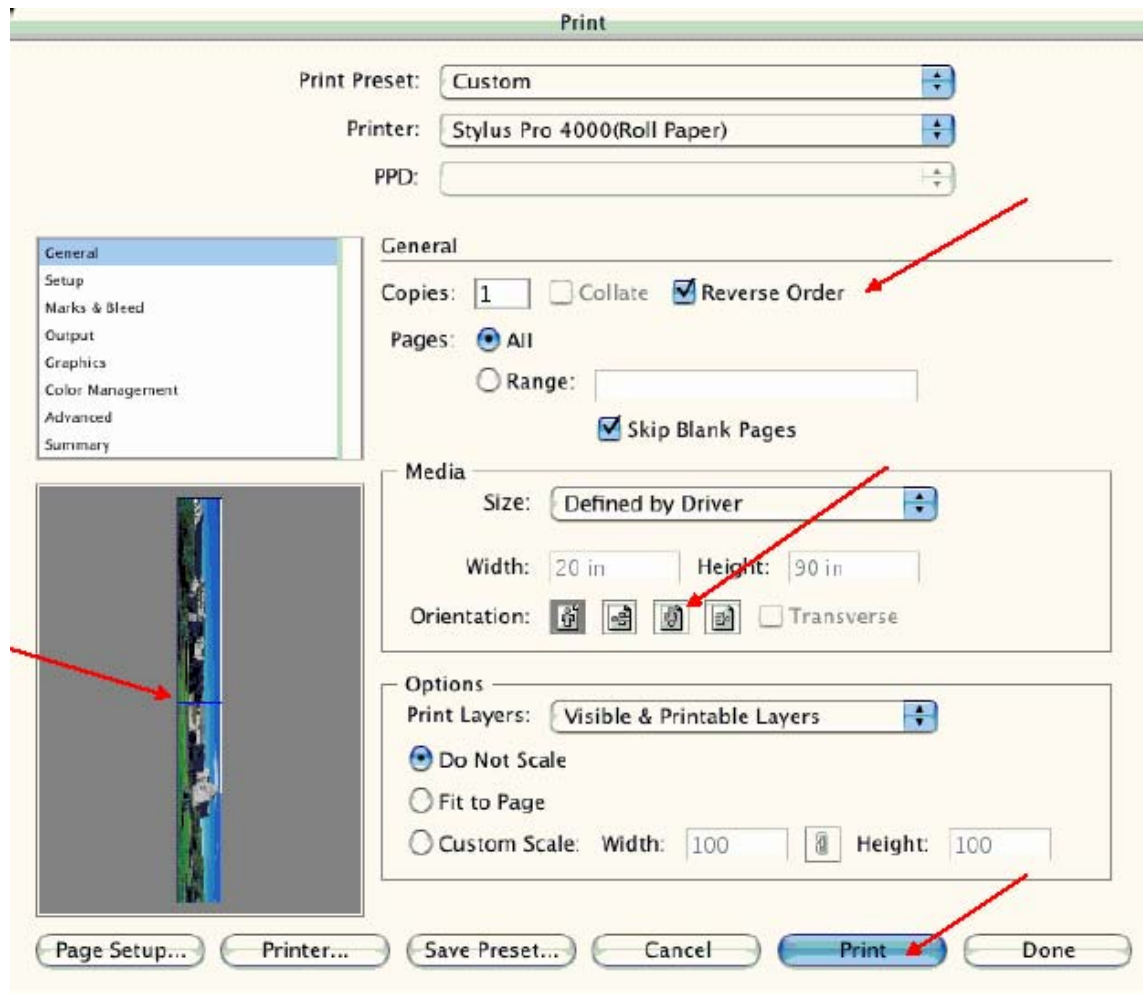 Print
Print Preset: Custom
Printer: Stylus Pro 4000(Roll Paper)
PPD:
General
Setup
Marks & Bleed
Output
Graphics
Color Management
Advanced
Summary
General
Copies: 1 Collate Reverse Order
Pages: All
Range:
Skip Blank Pages
Media
Size: Defined by Driver
Width: 20 in Height: 90 in
Orientation: Transverse
Options
Print Layers: Visible & Printable Layers
Do Not Scale
Fit to Page
Custom Scale: Width: 100 Height: 100
Page Setup... Printer... Save Preset... Cancel Print Done